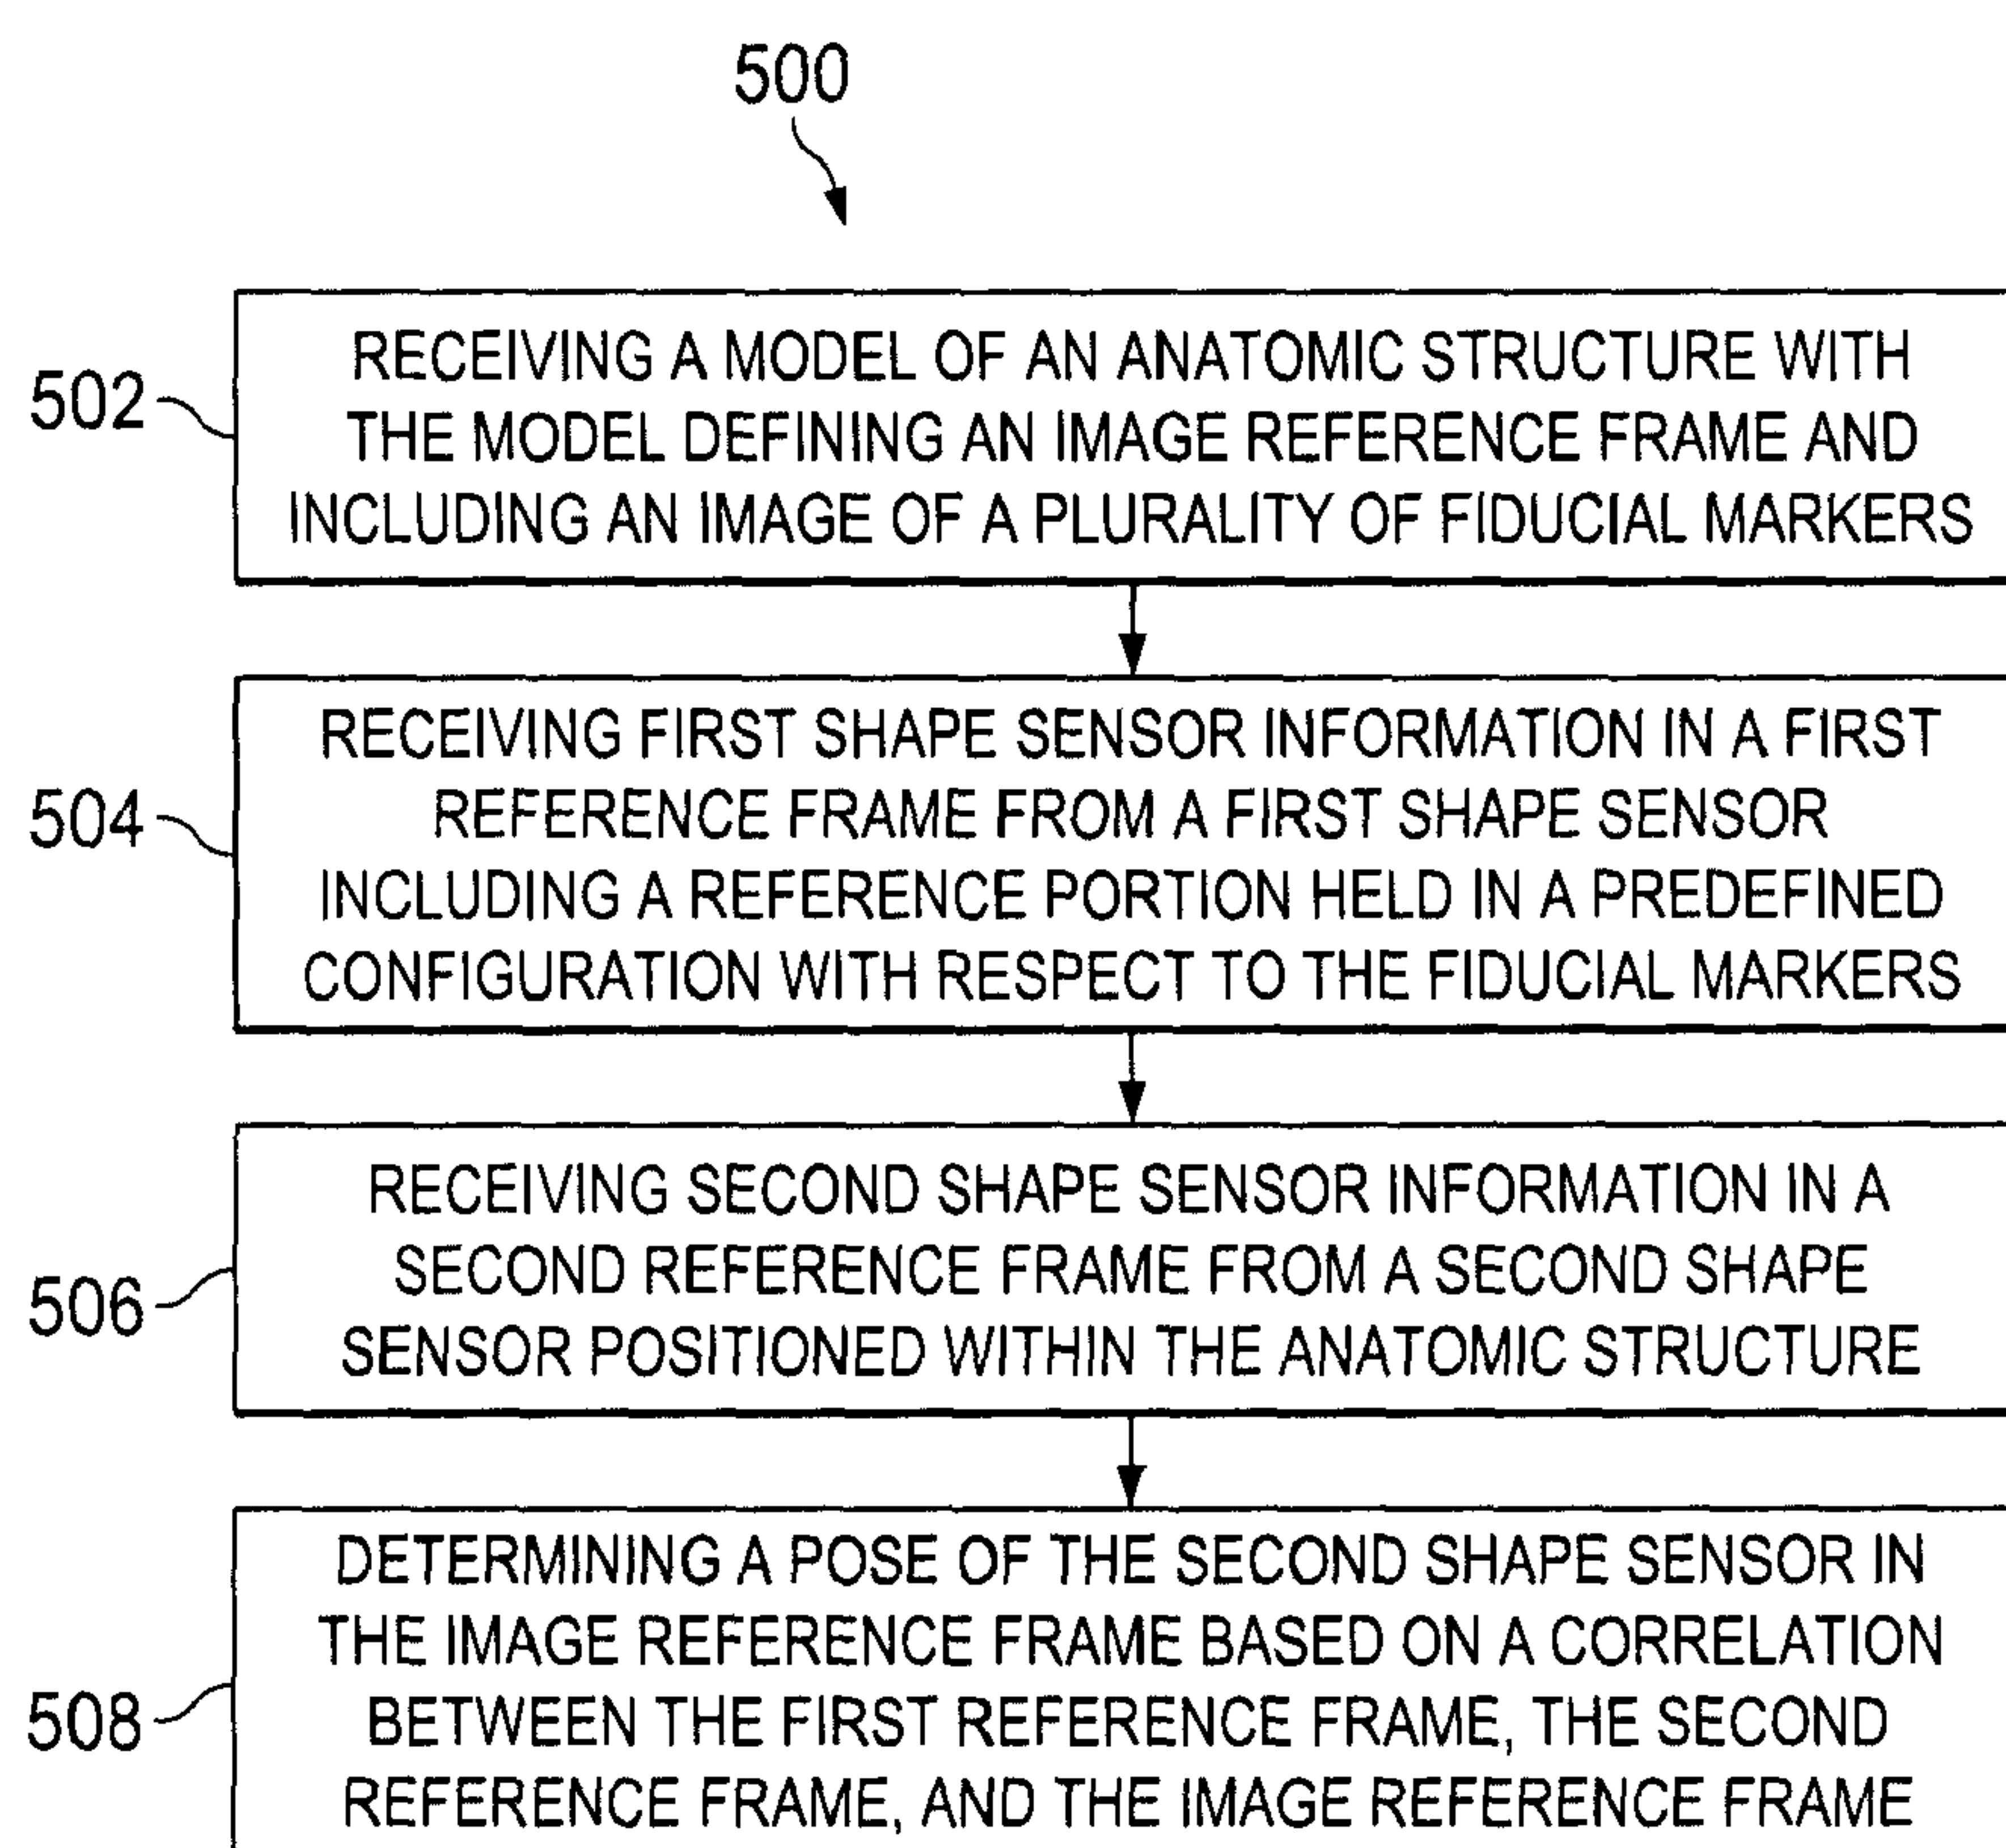 500
502
RECEIVING A MODEL OF AN ANATOMIC STRUCTURE WITH
THE MODEL DEFINING AN IMAGE REFERENCE FRAME AND
INCLUDING AN IMAGE OF A PLURALITY OF FIDUCIAL MARKERS
504
RECEIVING FIRST SHAPE SENSOR INFORMATION IN A FIRST
REFERENCE FRAME FROM A FIRST SHAPE SENSOR
INCLUDING A REFERENCE PORTION HELD IN A PREDEFINED
CONFIGURATION WITH RESPECT TO THE FIDUCIAL MARKERS
506
RECEIVING SECOND SHAPE SENSOR INFORMATION IN A
SECOND REFERENCE FRAME FROM A SECOND SHAPE
SENSOR POSITIONED WITHIN THE ANATOMIC STRUCTURE
508
DETERMINING A POSE OF THE SECOND SHAPE SENSOR IN
THE IMAGE REFERENCE FRAME BASED ON A CORRELATION
BETWEEN THE FIRST REFERENCE FRAME, THE SECOND
REFERENCE FRAME, AND THE IMAGE REFERENCE FRAME